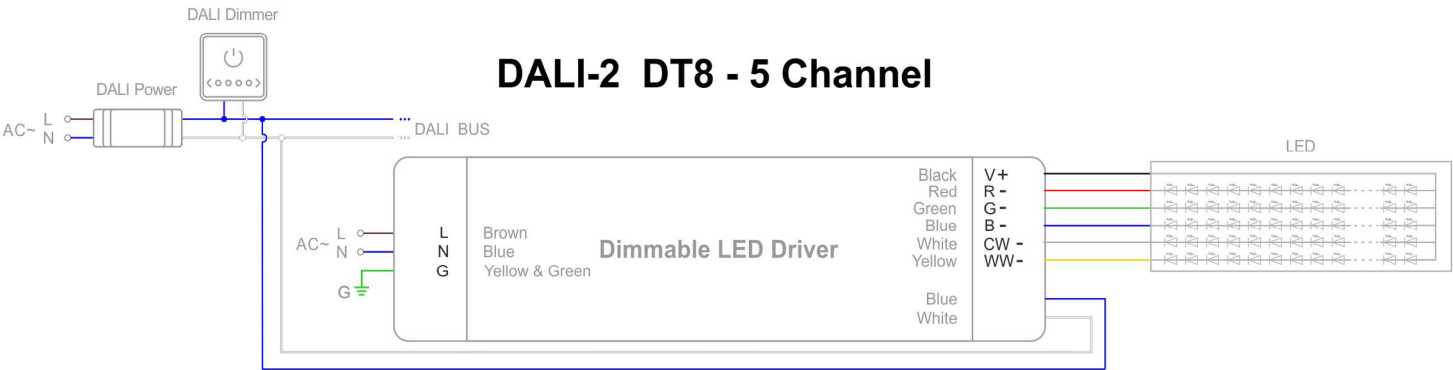 DALI Dimmer
DALI-2 DT8 - 5 Channel
DALI Power
AC~ L
N
DALI BUS
LED
Black V+
Red R -
Green G -
Blue B -
White CW -
Yellow WW-
AC~ L
N
G
L Brown
N Blue
G Yellow & Green
Dimmable LED Driver
Blue
White